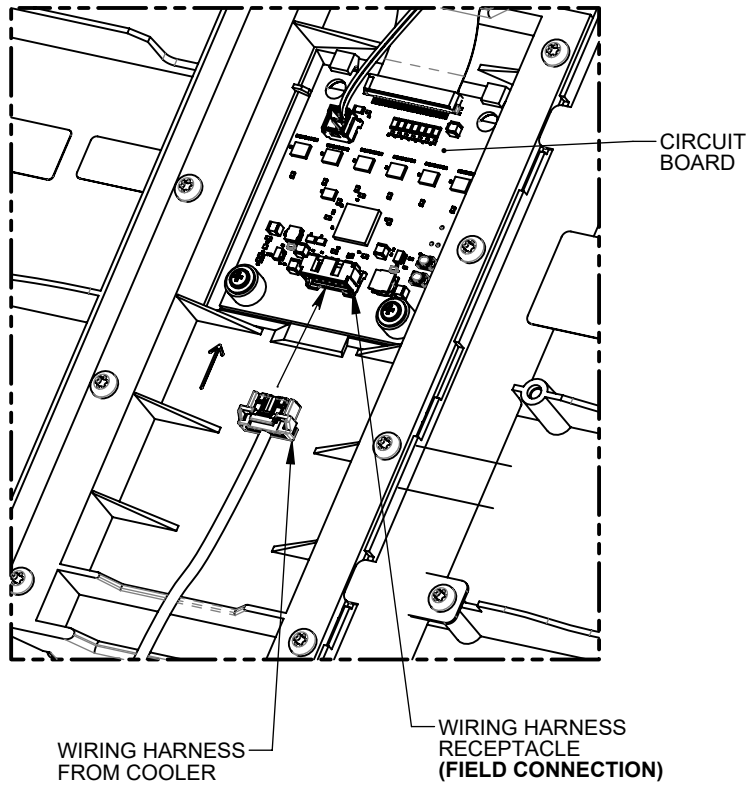 CIRCUIT
BOARD
WIRING HARNESS
RECEPTACLE
(FIELD CONNECTION)
WIRING HARNESS
FROM COOLER